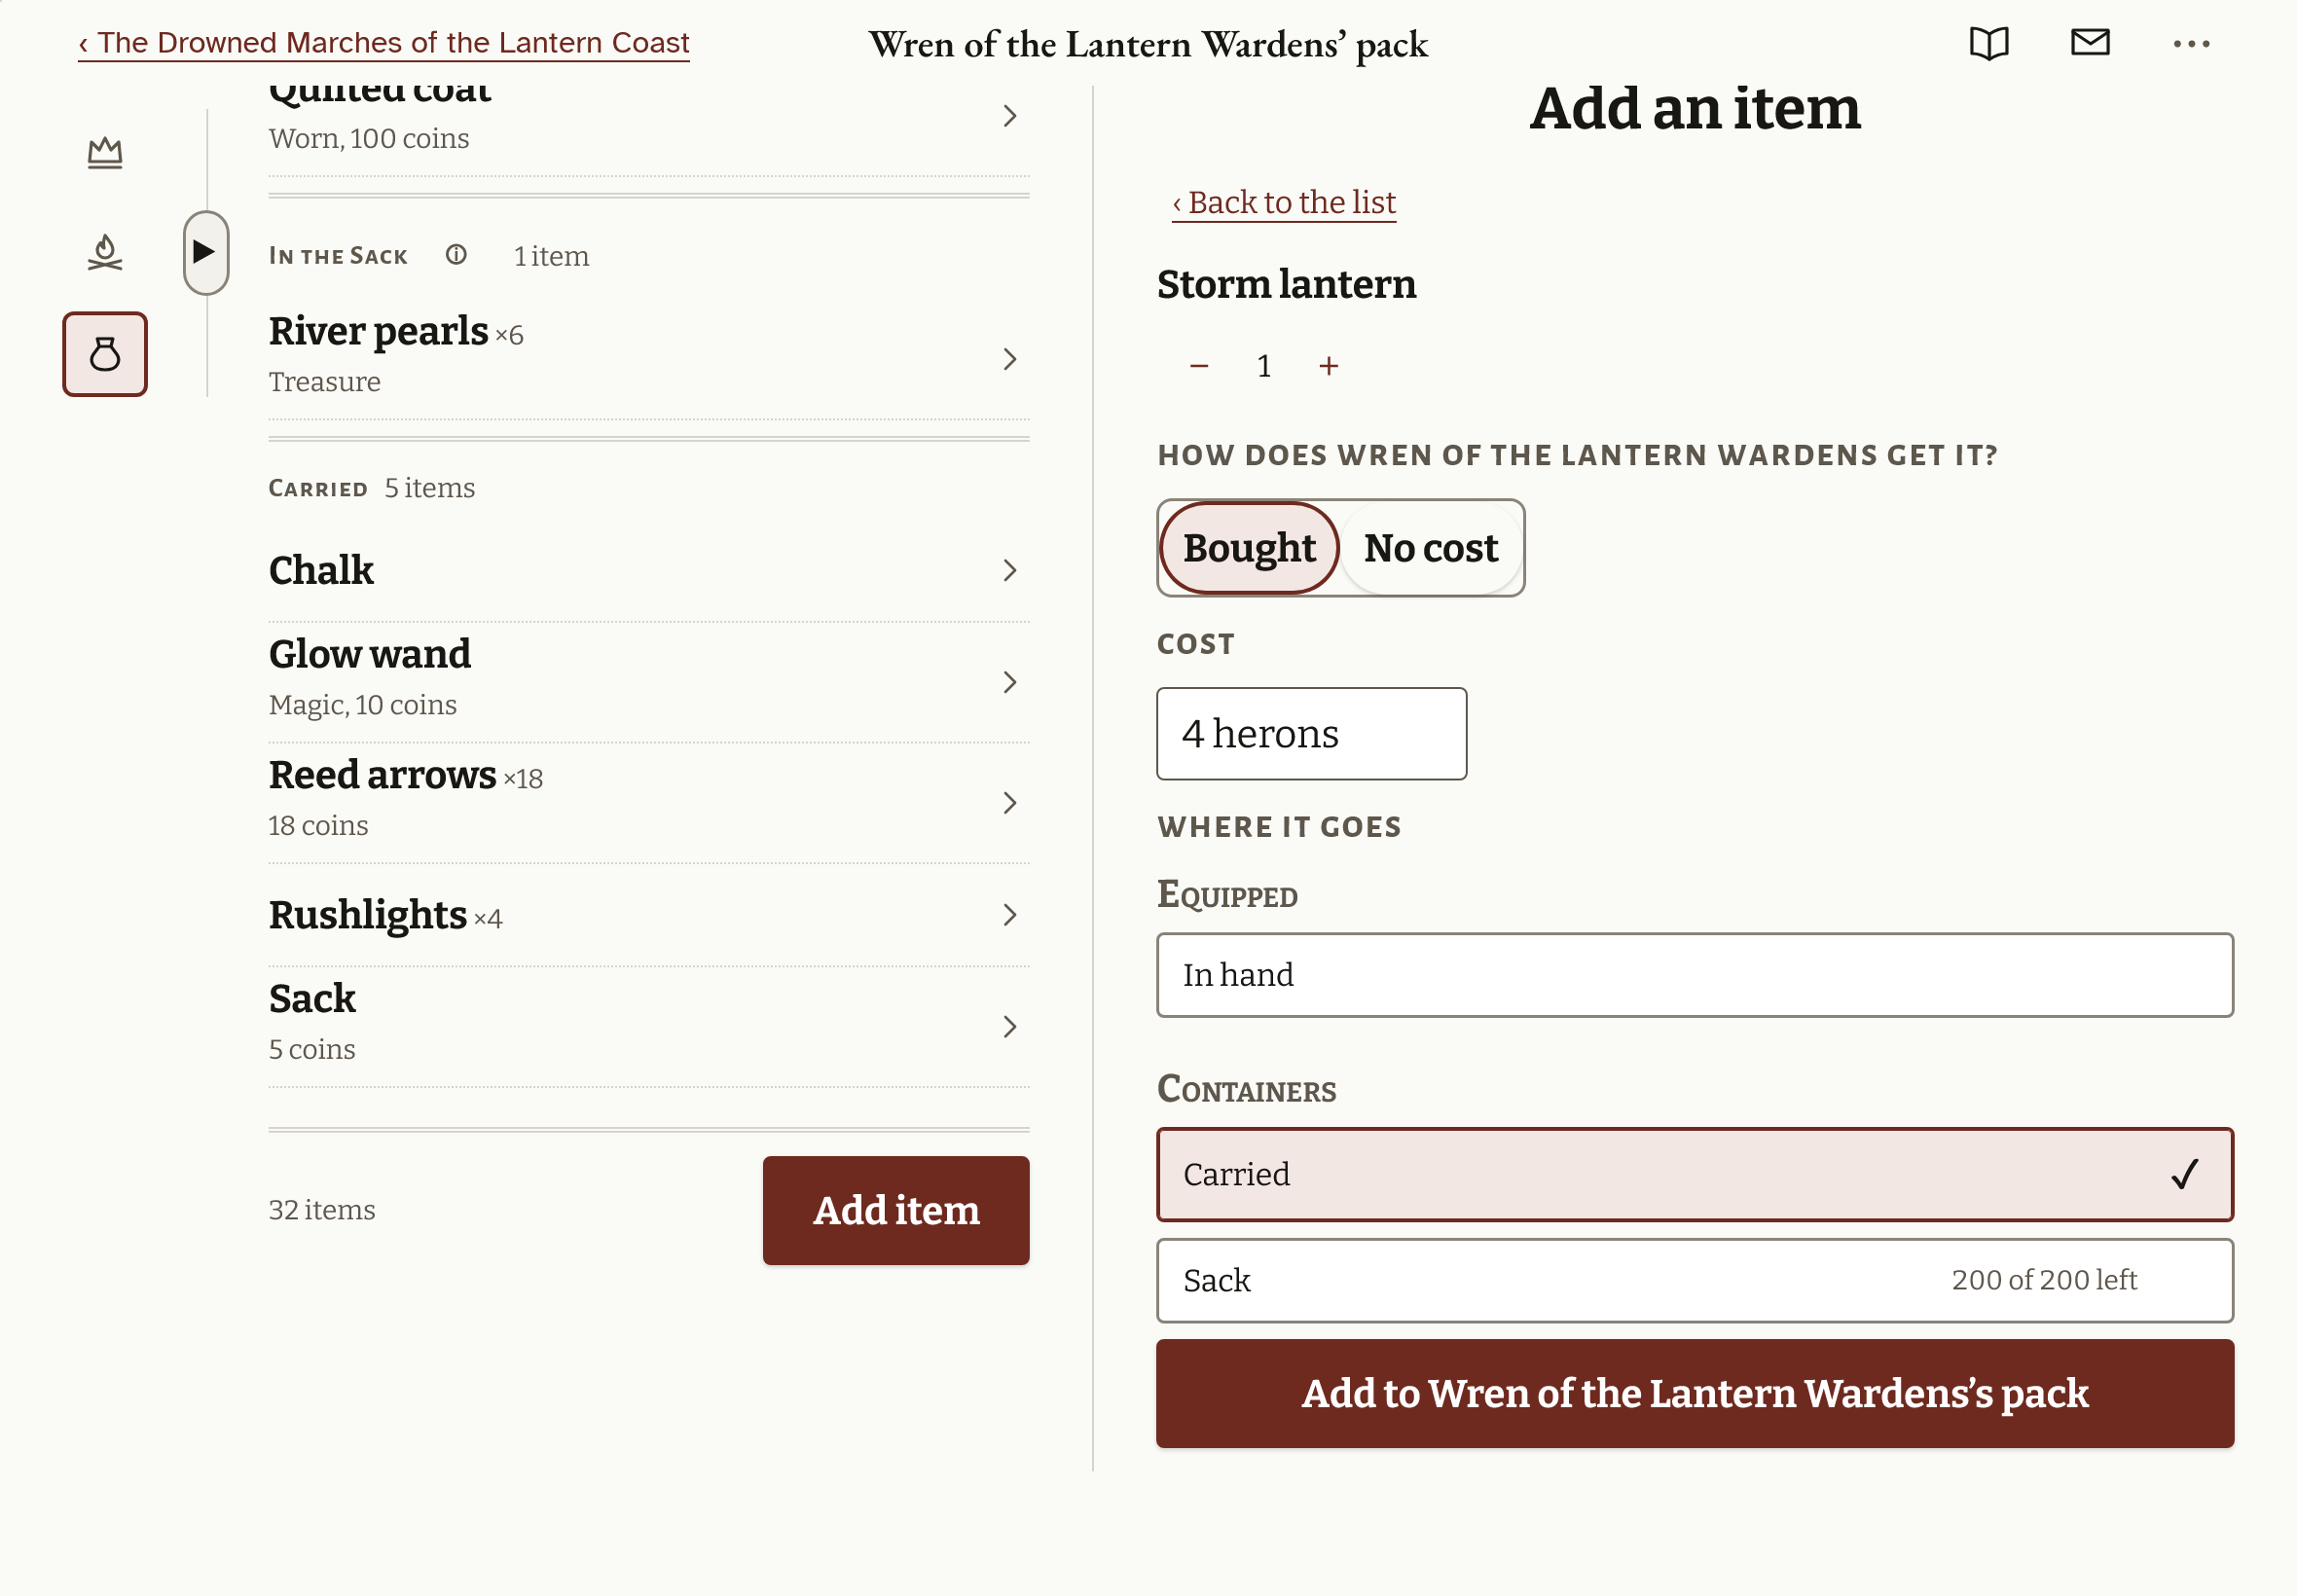 ‹ The Drowned Marches of the Lantern Coast
Wren of the Lantern Wardens’ pack
Quilted coat
Worn, 100 coins
In the Sack 1 item
River pearls ×6
Treasure
Carried 5 items
Chalk
Glow wand
Magic, 10 coins
Reed arrows ×18
18 coins
Rushlights ×4
Sack
5 coins
32 items
Add item
Add an item
‹ Back to the list
Storm lantern
− 1 +
HOW DOES WREN OF THE LANTERN WARDENS GET IT?
Bought No cost
COST
4 herons
WHERE IT GOES
Equipped
In hand
Containers
Carried ✓
Sack 200 of 200 left
Add to Wren of the Lantern Wardens’s pack